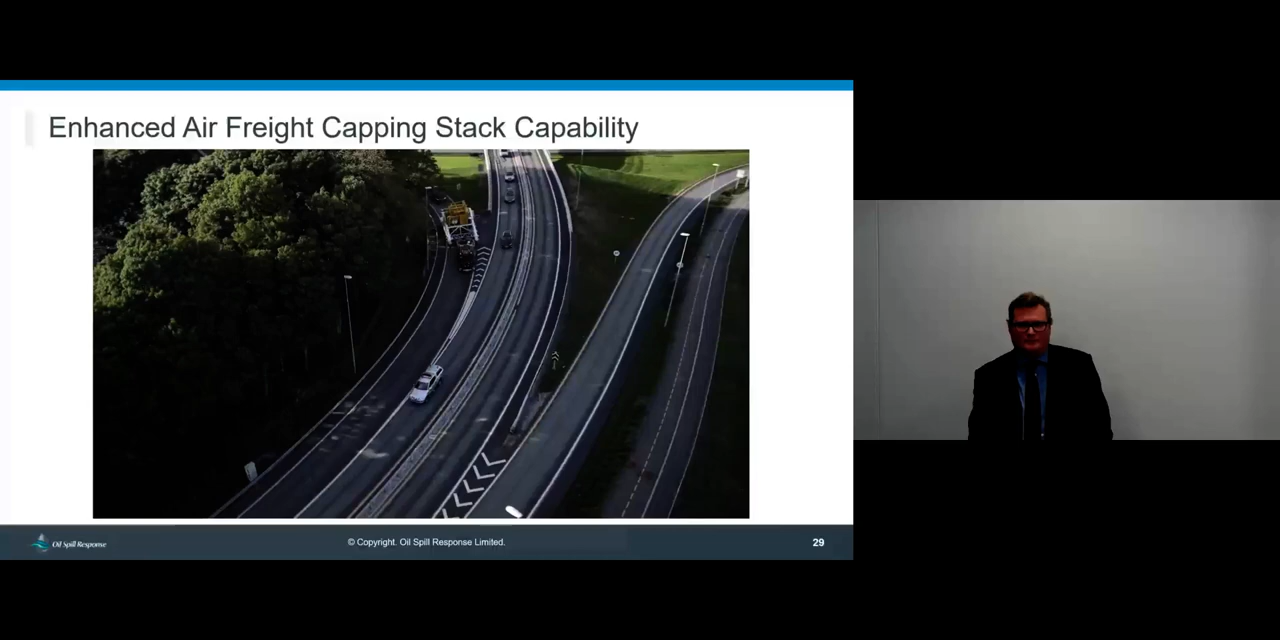 Enhanced Air Freight Capping Stack Capability
Oil Spill Response
© Copyright. Oil Spill Response Limited.
29